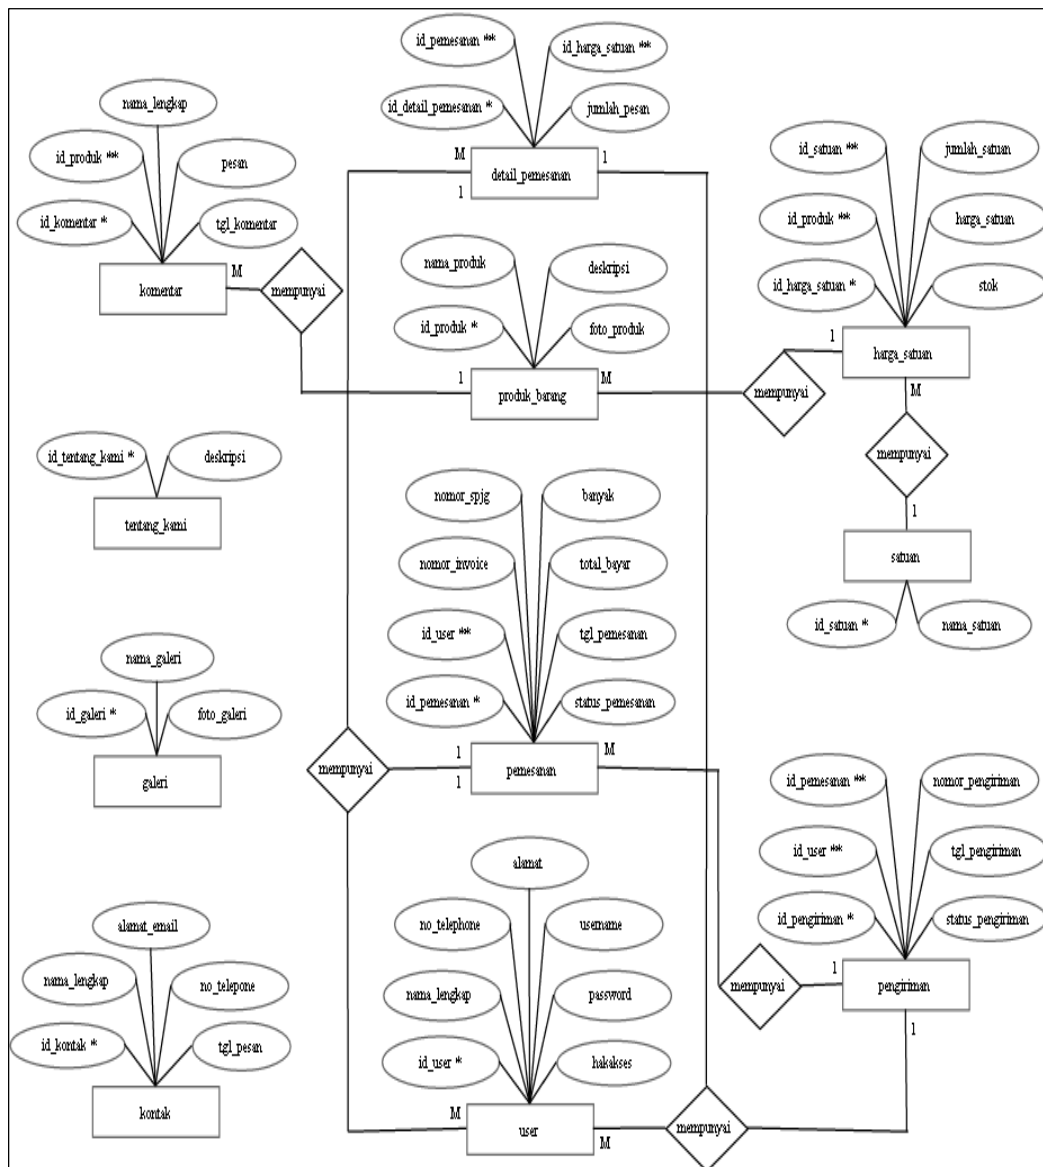 id_pemesanan **
id_harga_satuan **
id_detail_pemesanan *
jumlah_pesan
M
1
detail_pemesanan
1
nama_lengkap
id_produk **
pesan
id_komentar *
tgl_komentar
komentar
M
mempunyai
nama_produk
deskripsi
id_produk *
foto_produk
1
M
produk_barang
id_satuan **
jumlah_satuan
id_produk **
harga_satuan
id_harga_satuan *
stok
1
harga_satuan
mempunyai
M
mempunyai
1
satuan
id_satuan *
nama_satuan
id_tentang_kami *
deskripsi
tentang_kami
nomor_spjg
banyak
nomor_invoice
total_bayar
id_user **
tgl_pemesanan
id_pemesanan *
status_pemesanan
mempunyai
1
M
pemesanan
1
nama_galeri
id_galeri *
foto_galeri
galeri
id_pemesanan **
nomor_pengiriman
id_user **
tgl_pengiriman
id_pengiriman *
status_pengiriman
mempunyai
1
pengiriman
1
alamat
no_telephone
username
nama_lengkap
password
id_user *
hakakses
M
user
M
mempunyai
alamat_email
nama_lengkap
no_telepone
id_kontak *
tgl_pesan
kontak